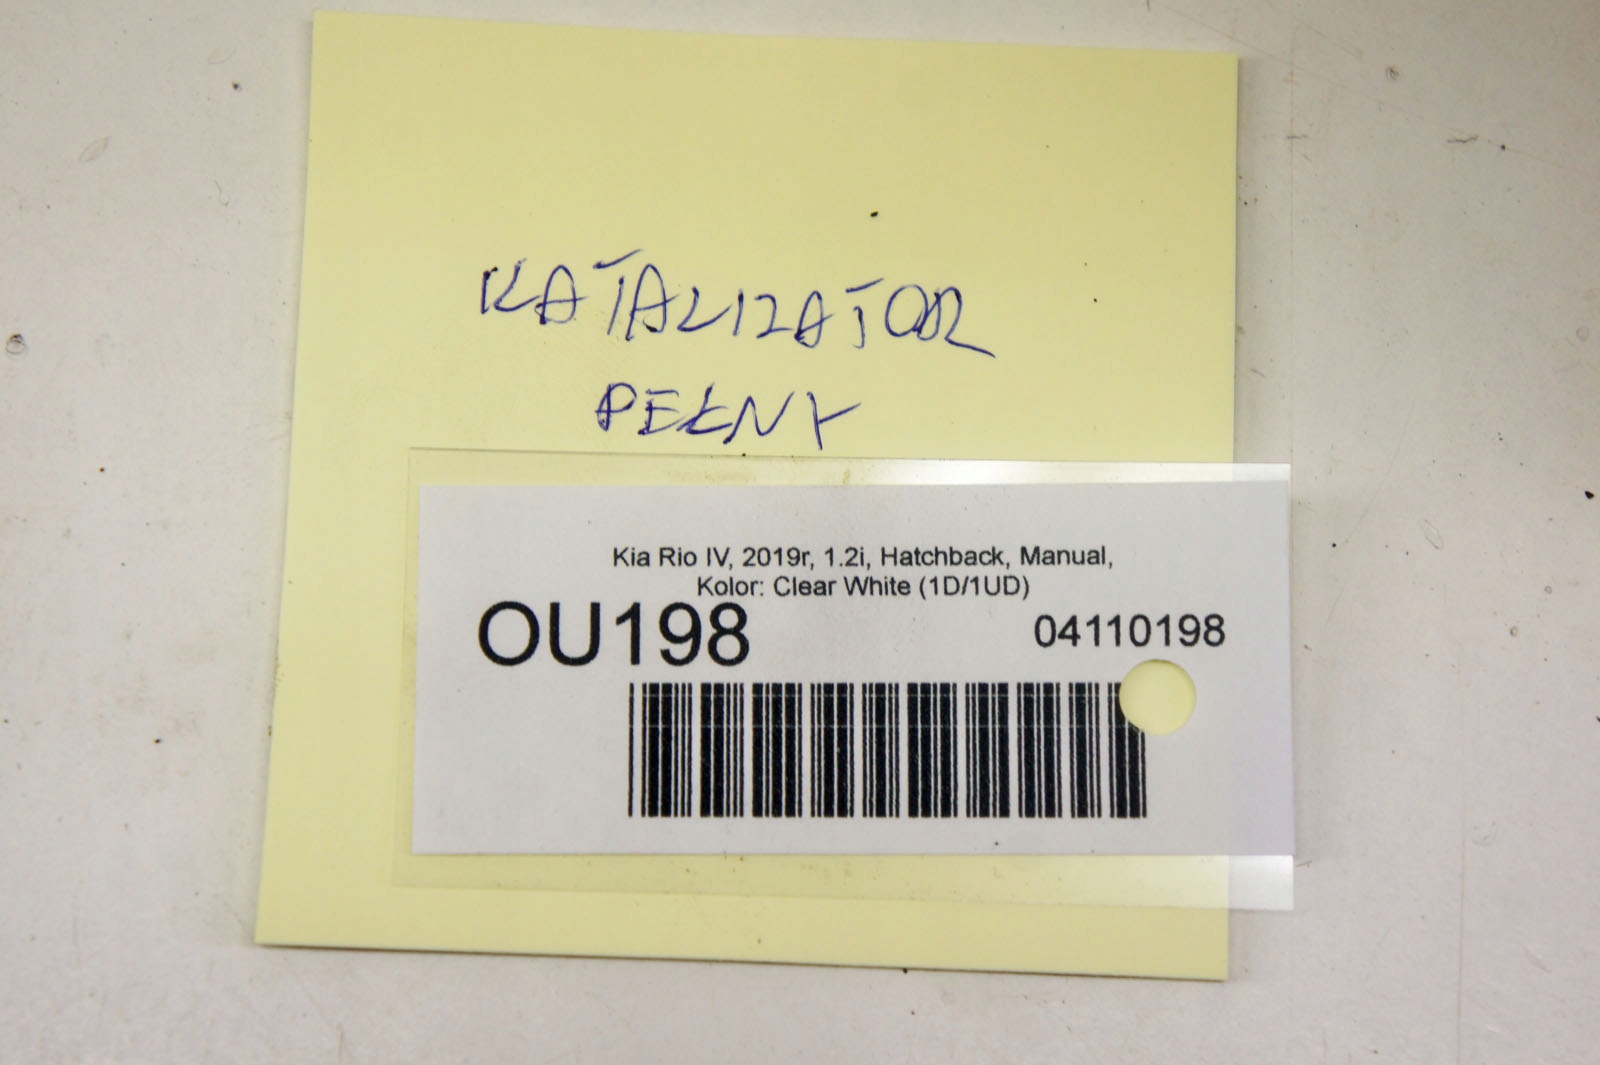 KATALIZATOR
PEŁNY
Kia Rio IV, 2019r, 1.2i, Hatchback, Manual,
Kolor: Clear White (1D/1UD)
OU198 04110198